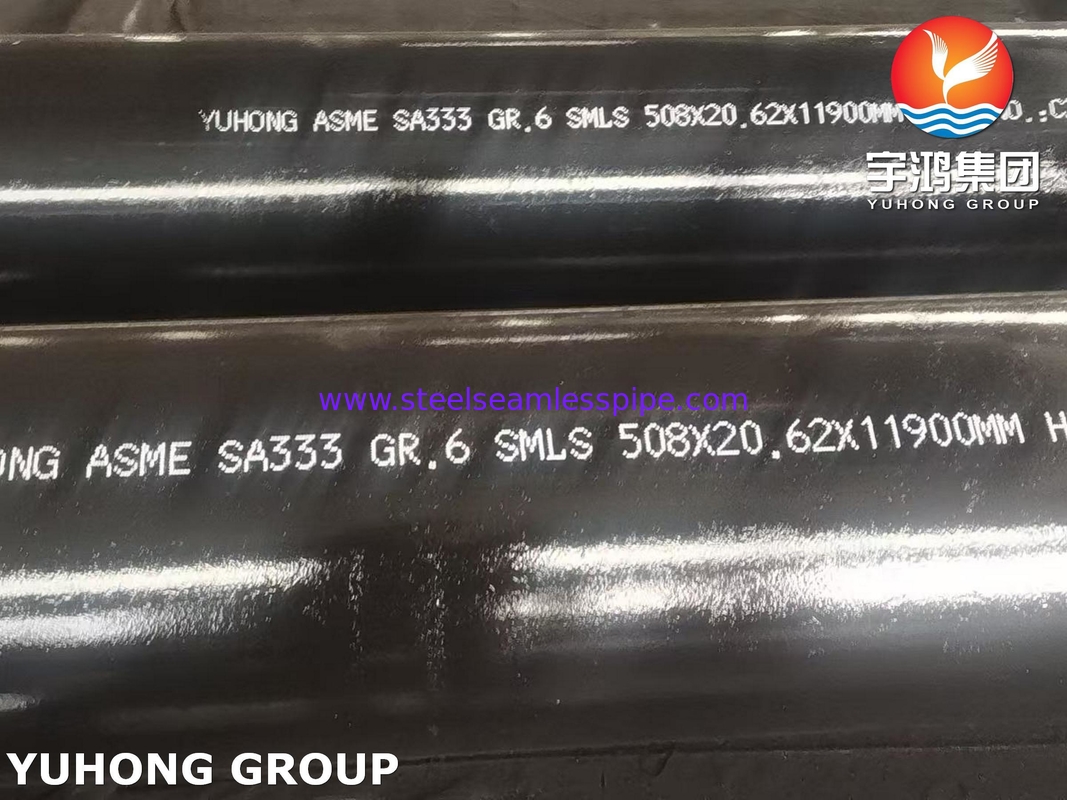 YUHONG ASME SA333 GR.6 SMLS 508X20.62X11900MM
宇鸿集团
YUHONG GROUP
www.steelseamlesspipe.com
ASME SA333 GR.6 SMLS 508X20.62X11900MM
YUHONG GROUP